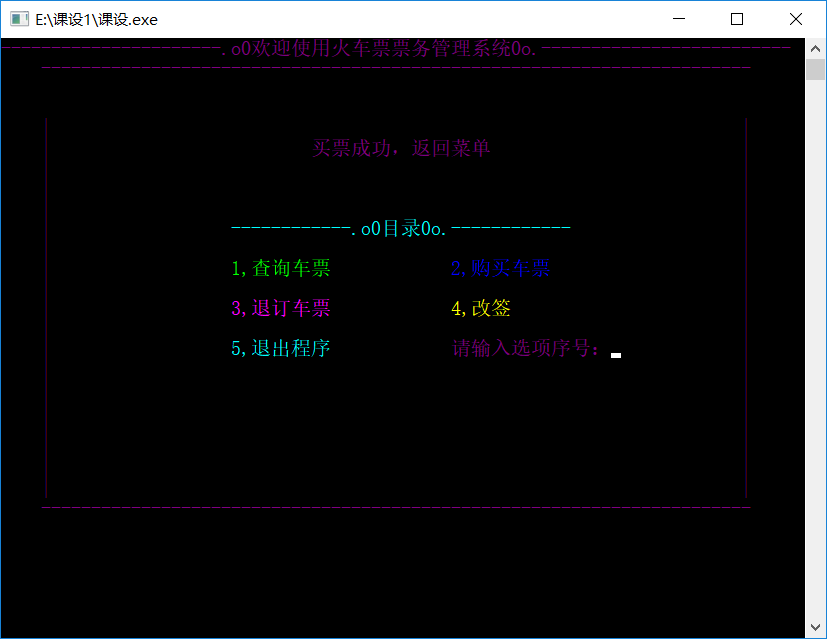 E:\课设1\课设.exe
----------------------.o0欢迎使用火车票票务管理系统0o.-------------------------
-----------------------------------------------------------------------
买票成功，返回菜单
------------.o0目录0o.------------
1,查询车票 2,购买车票
3,退订车票 4,改签
5,退出程序 请输入选项序号：
-----------------------------------------------------------------------